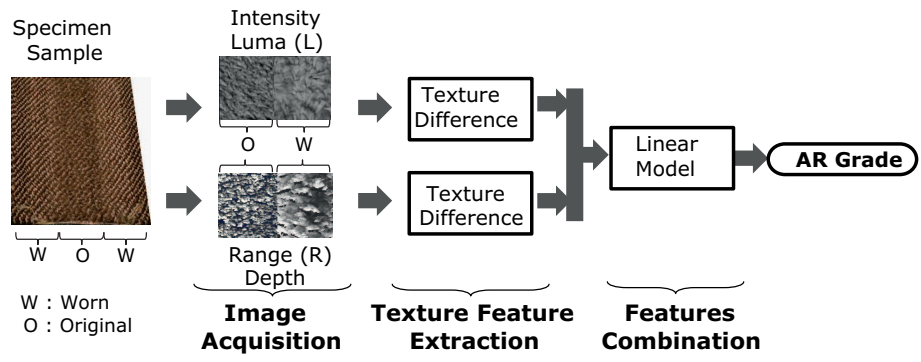 Specimen
Sample
W O W
W : Worn
O : Original
Intensity
Luma (L)
O W
Range (R)
Depth
Image
Acquisition
Texture
Difference
Texture
Difference
Texture Feature
Extraction
Linear
Model
Features
Combination
AR Grade